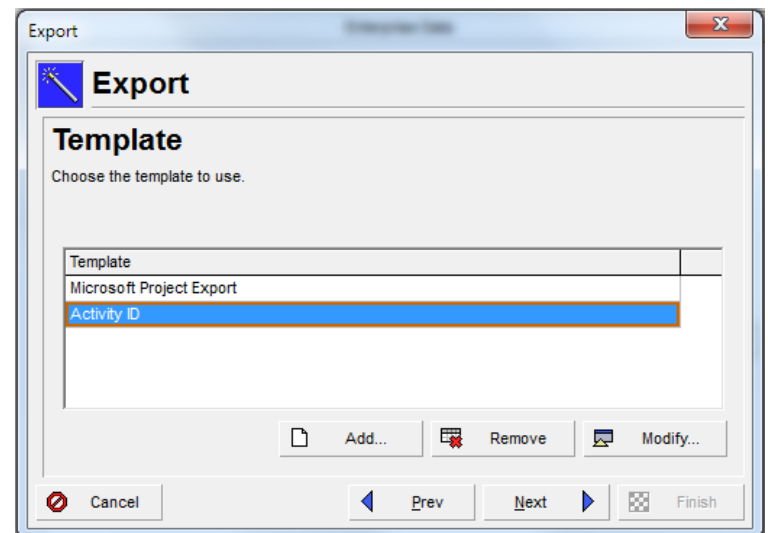 Export
Export
Template
Choose the template to use.
Template
Microsoft Project Export
Activity ID
Add...
Remove
Modify...
Cancel
Prev
Next
Finish